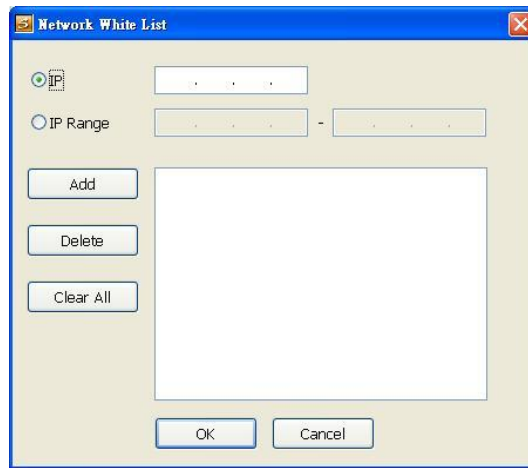 Network White List
IP
. . .
IP Range
. . . - . . .
Add
Delete
Clear All
OK Cancel